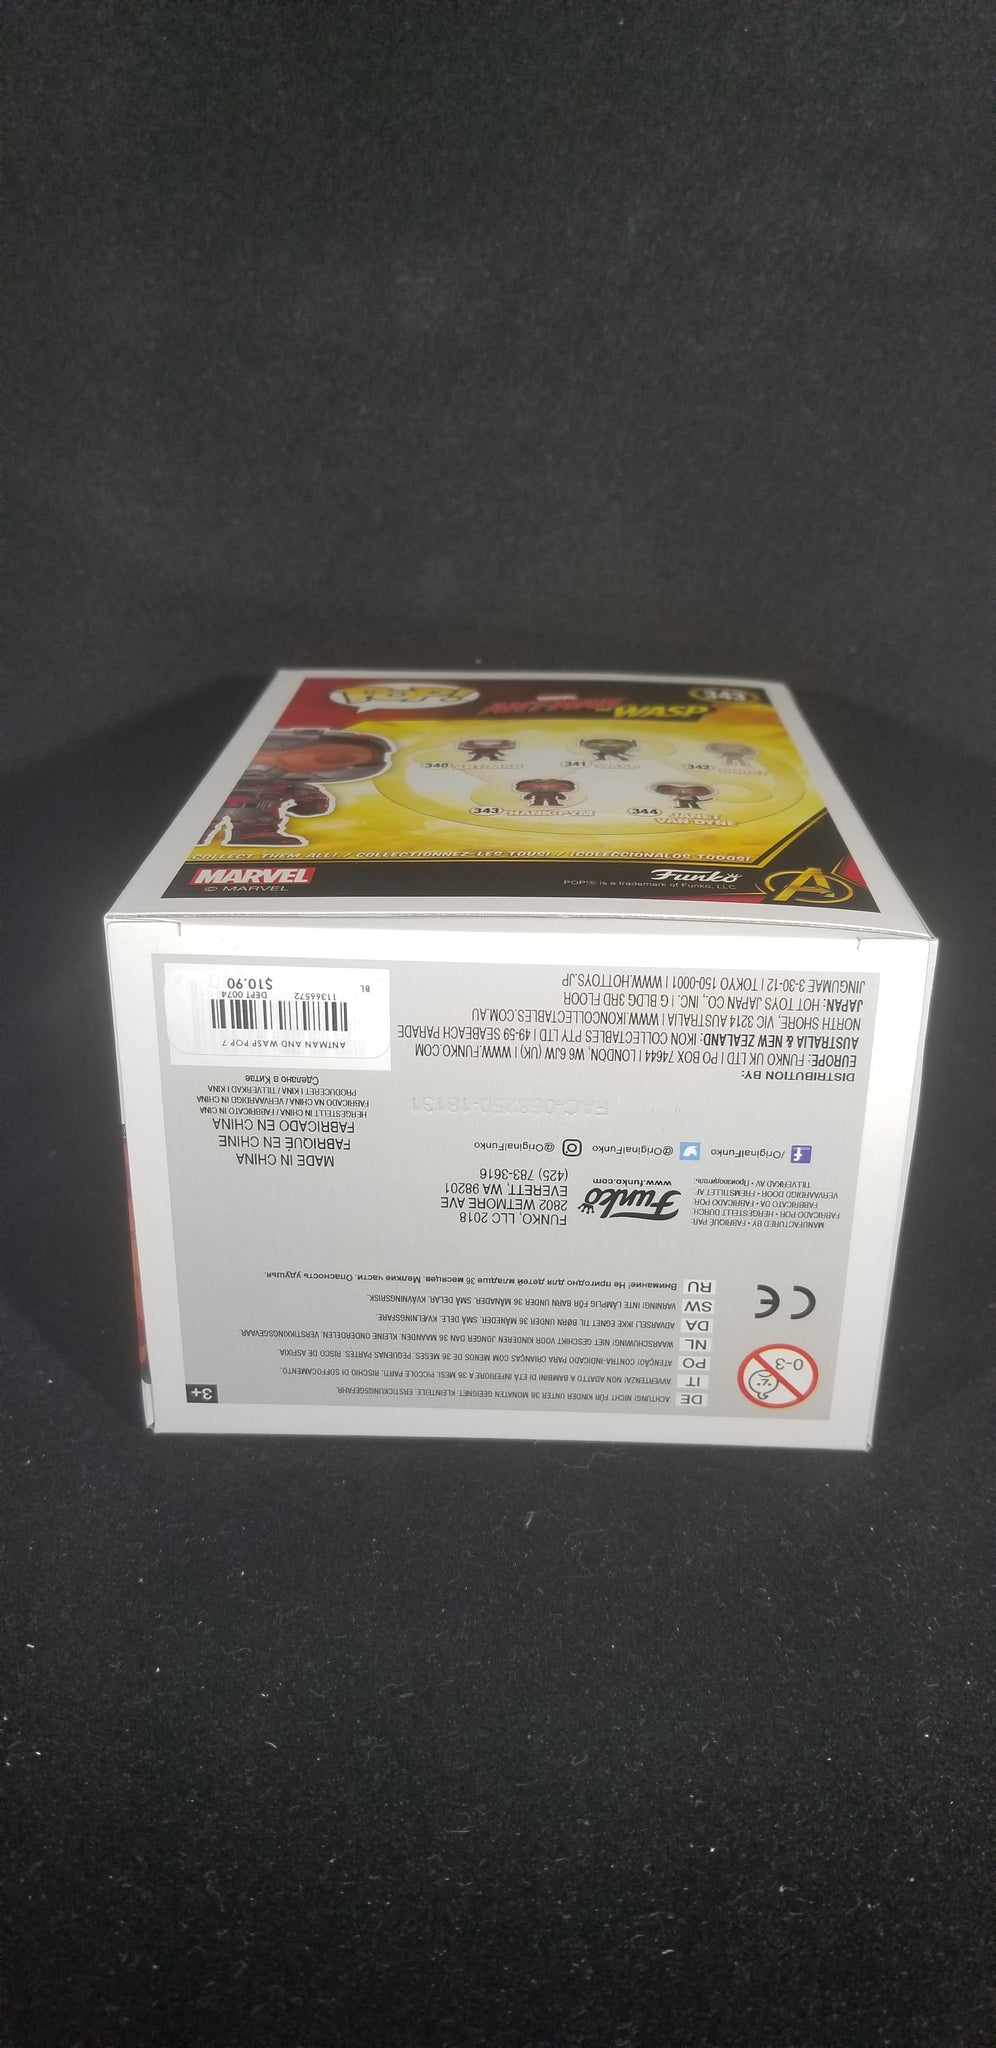 POP!
MARVEL
ANT-MAN
AND THE
WASP
343
340 ANT-MAN
341 WASP
342 GHOST
343 HANK PYM
344 JANET
VAN DYNE
COLLECT THEM ALL! / COLLECTIONNEZ-LES TOUS! / ¡COLECCIONALOS TODOS!
MARVEL
© MARVEL
Funko
POP!® is a trademark of Funko, LLC.
DE ACHTUNG! NICHT FÜR KINDER UNTER 36 MONATEN GEEIGNET. KLEINTEILE. ERSTICKUNGSGEFAHR.
IT AVVERTENZA! NON ADATTO A BAMBINI DI ETÀ INFERIORE A 36 MESI. PICCOLE PARTI. RISCHIO DI SOFFOCAMENTO.
PO ATENÇÃO! CONTRA-INDICADO PARA CRIANÇAS COM MENOS DE 36 MESES. PEQUENAS PARTES. RISCO DE ASFIXIA.
NL WAARSCHUWING! NIET GESCHIKT VOOR KINDEREN JONGER DAN 36 MAANDEN. KLEINE ONDERDELEN. VERSTIKKINGSGEVAAR.
DA ADVARSEL! IKKE EGNET TIL BØRN UNDER 36 MÅNDER. SMÅ DELE. KVÆLNINGSFARE.
SW VARNING! INTE LÄMPLIG FÖR BARN UNDER 36 MÅNADER. SMÅ DELAR. KVÄVNINGSRISK.
RU Внимание! Не пригодно для детей младше 36 месяцев. Мелкие части. Опасность удушья.
0-3
3+
CE
MANUFACTURED BY • FABRIQUÉ PAR:
FABRICADO POR • HERGESTELLT DURCH:
FABBRICATO DA • FABRICADO POR:
VERVAARDIGD DOOR • FREMSTILLET AF:
TILLVERKAD AV • Производитель:
Funko
www.funko.com
FUNKO, LLC 2018
2802 WETMORE AVE
EVERETT, WA 98201
(425) 783-3616
/OriginalFunko
@OriginalFunko
@OriginalFunko
MADE IN CHINA
FABRIQUÉ EN CHINE
FABRICADO EN CHINA
HERGESTELLT IN CHINA / FABBRICATO IN CINA
FABRICADO NA CHINA / VERVAARDIGD IN CHINA
PRODUCERET I KINA / TILLVERKAD I KINA
Сделано в Китае
FAC-058250-18131
DISTRIBUTION BY:
EUROPE: FUNKO UK LTD | PO BOX 74644 | LONDON, W6 6JW (UK) | WWW.FUNKO.COM
AUSTRALIA & NEW ZEALAND: IKON COLLECTABLES PTY LTD | 49-59 SEABEACH PARADE
NORTH SHORE, VIC 3214 AUSTRALIA | WWW.IKONCOLLECTABLES.COM.AU
JAPAN: HOT TOYS JAPAN CO., INC. | G I BLDG 3RD FLOOR
JINGUMAE 3-30-12 | TOKYO 150-0001 | WWW.HOTTOYS.JP
ANTMAN AND WASP POP 7
11366572 DEPT 0074
BL $10.90